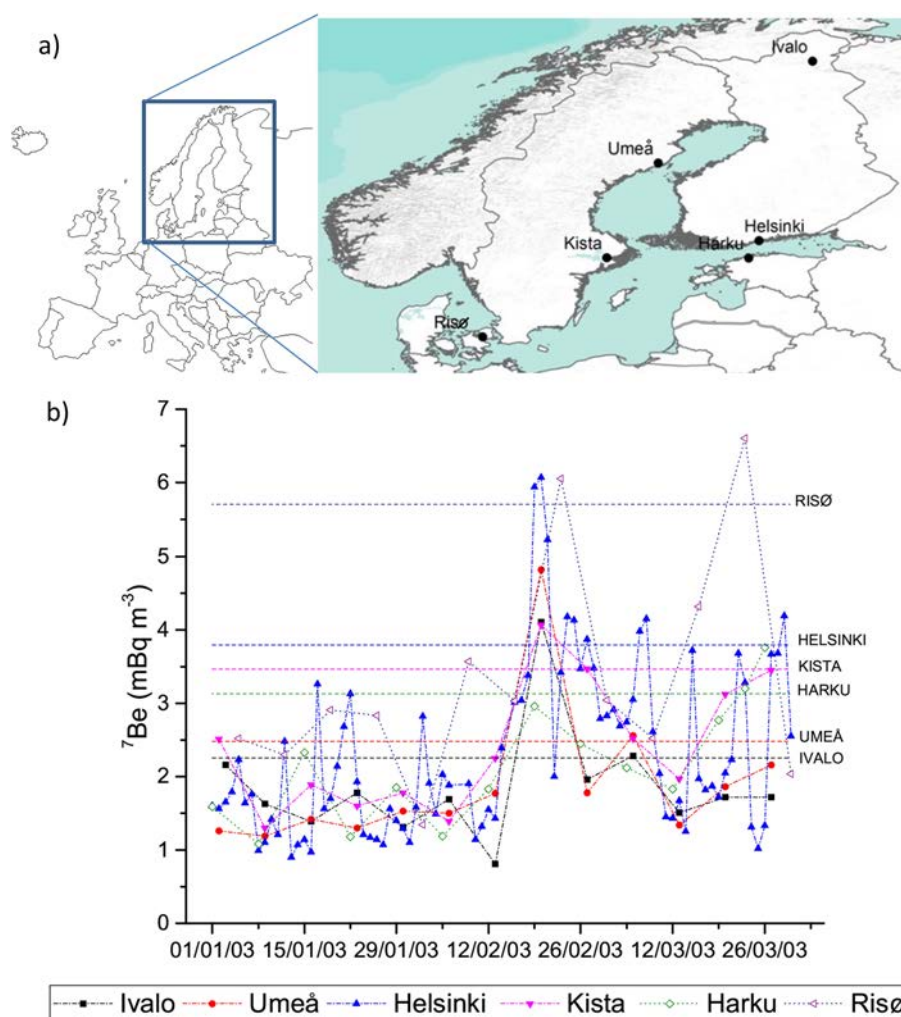 a)
Ivalo
Umeå
Helsinki
Kista
Harku
Risø
b)
7
6
5
4
3
2
1
0
⁷Be (mBq m⁻³)
RISØ
HELSINKI
KISTA
HARKU
UMEÅ
IVALO
01/01/03 15/01/03 29/01/03 12/02/03 26/02/03 12/03/03 26/03/03
Ivalo Umeå Helsinki Kista Harku Risø